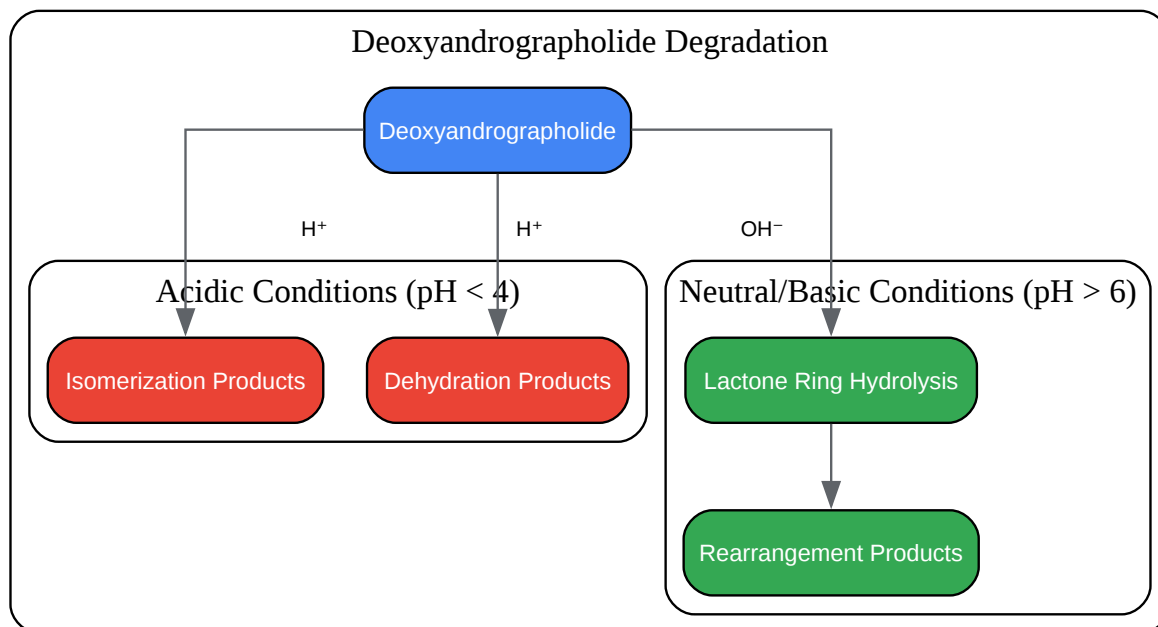 Deoxyandrographolide Degradation
Deoxyandrographolide
H⁺
H⁺
OH⁻
Acidic Conditions (pH < 4)
Neutral/Basic Conditions (pH > 6)
Isomerization Products
Dehydration Products
Lactone Ring Hydrolysis
Rearrangement Products